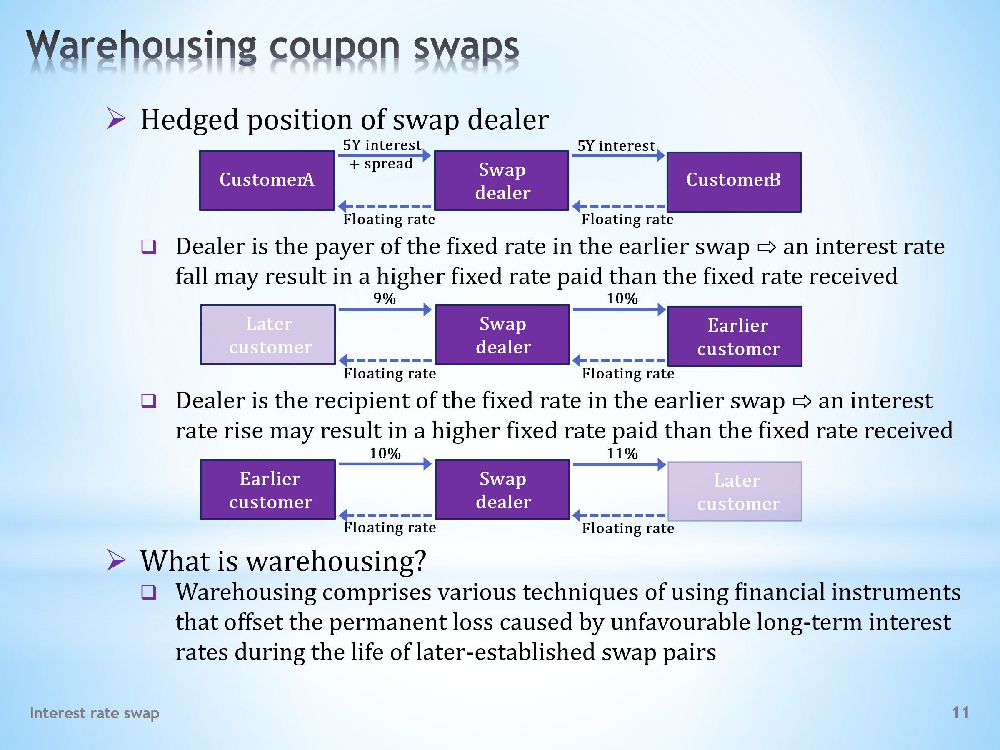 Warehousing coupon swaps
Hedged position of swap dealer
5Y interest
+ spread
5Y interest
Customer A
Swap
dealer
Customer B
Floating rate
Floating rate
Dealer is the payer of the fixed rate in the earlier swap ⇨ an interest rate
fall may result in a higher fixed rate paid than the fixed rate received
9%
10%
Later
customer
Swap
dealer
Earlier
customer
Floating rate
Floating rate
Dealer is the recipient of the fixed rate in the earlier swap ⇨ an interest
rate rise may result in a higher fixed rate paid than the fixed rate received
10%
11%
Earlier
customer
Swap
dealer
Later
customer
Floating rate
Floating rate
What is warehousing?
Warehousing comprises various techniques of using financial instruments
that offset the permanent loss caused by unfavourable long-term interest
rates during the life of later-established swap pairs
Interest rate swap
11